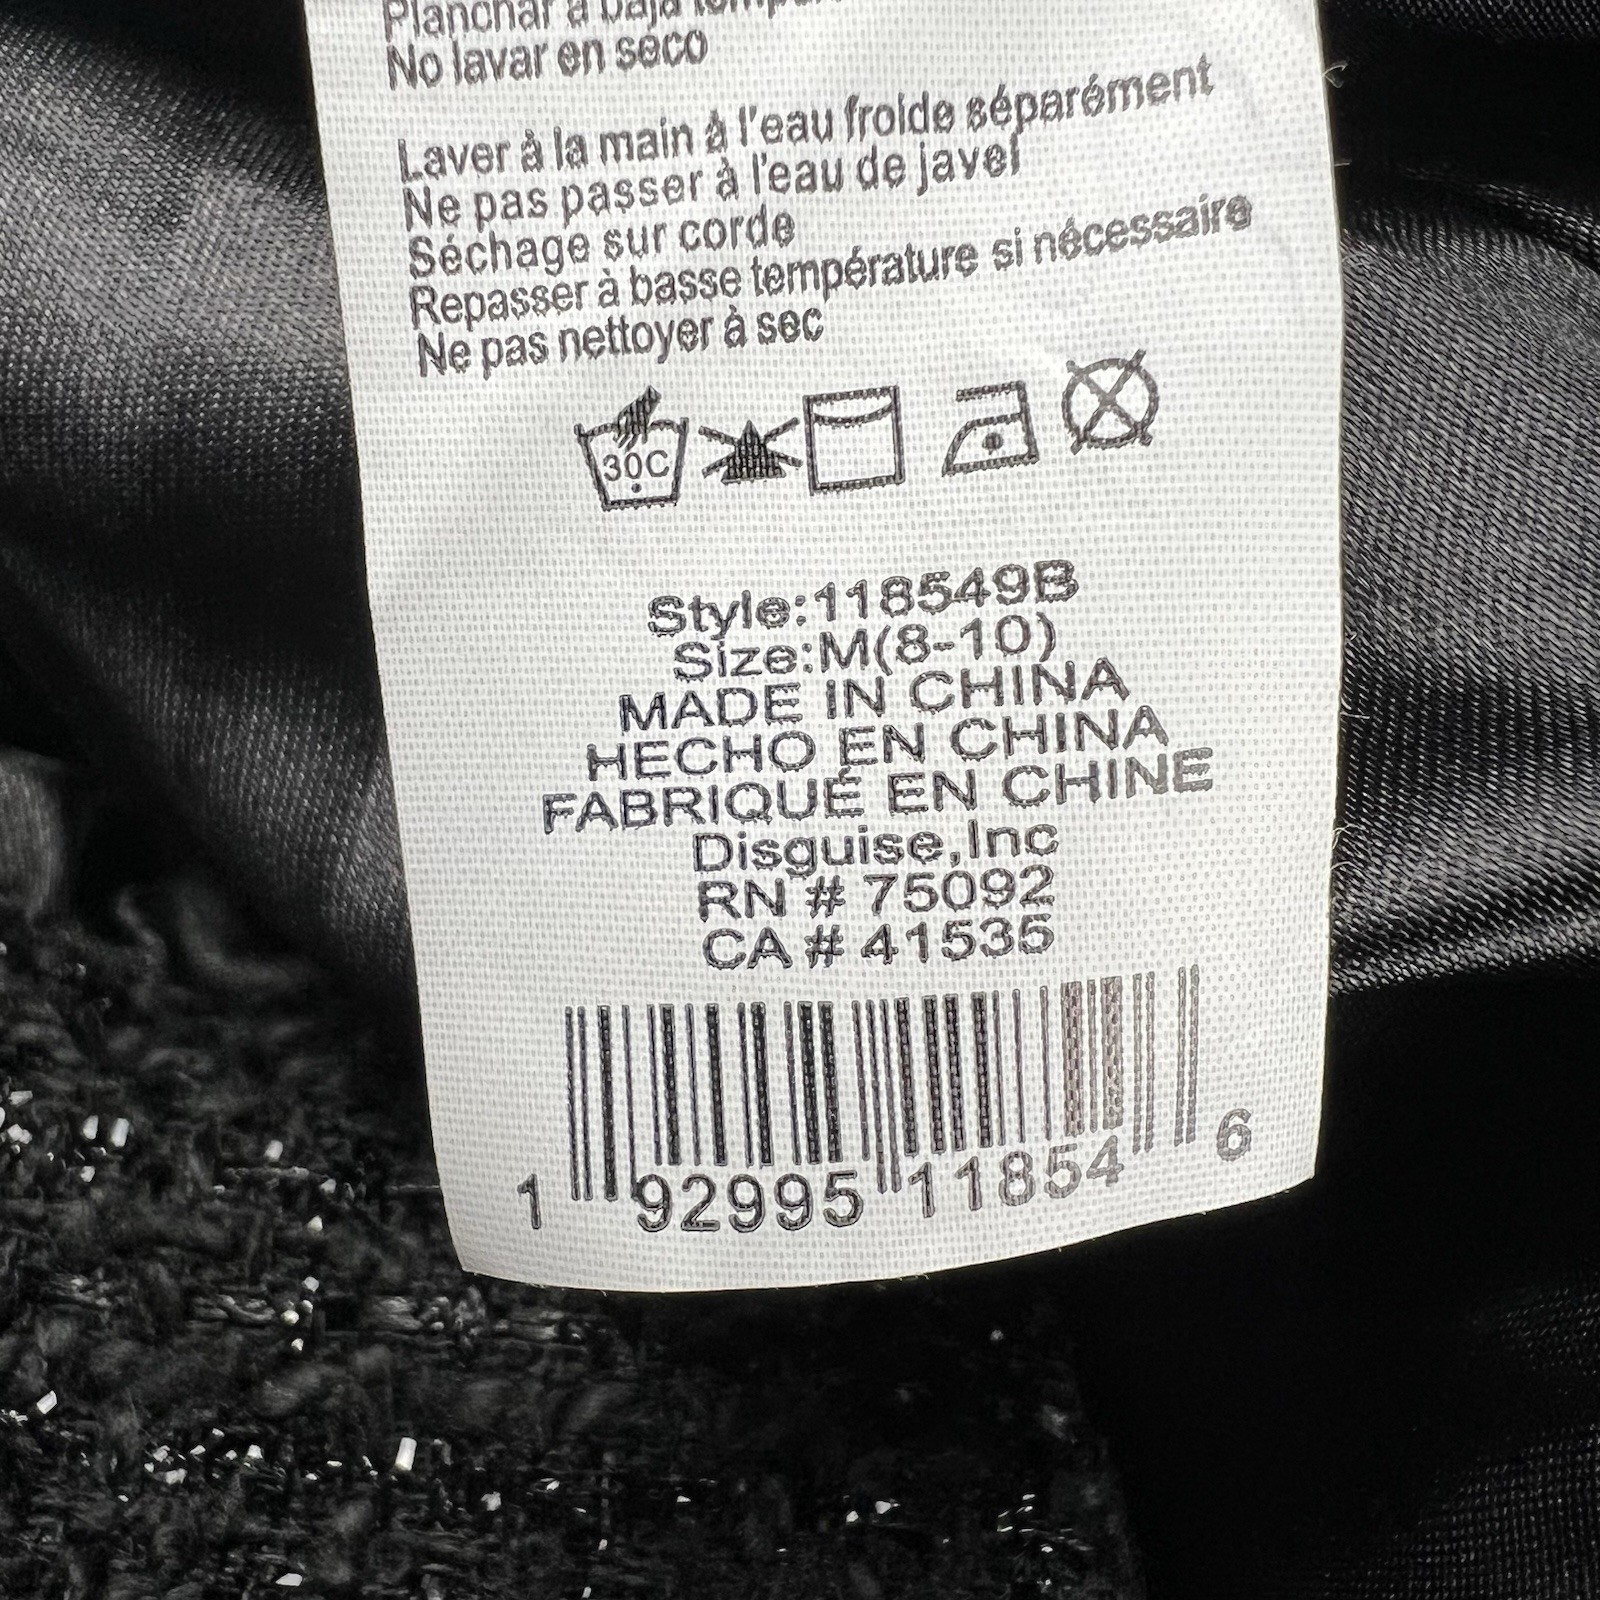 Planchar a baja
No lavar en seco
Laver à la main à l'eau froide séparément
Ne pas passer à l'eau de javel
Séchage sur corde
Repasser à basse température si nécessaire
Ne pas nettoyer à sec
30C
Style:118549B
Size:M(8-10)
MADE IN CHINA
HECHO EN CHINA
FABRIQUÉ EN CHINE
Disguise,Inc
RN # 75092
CA # 41535
1 92995 11854 6